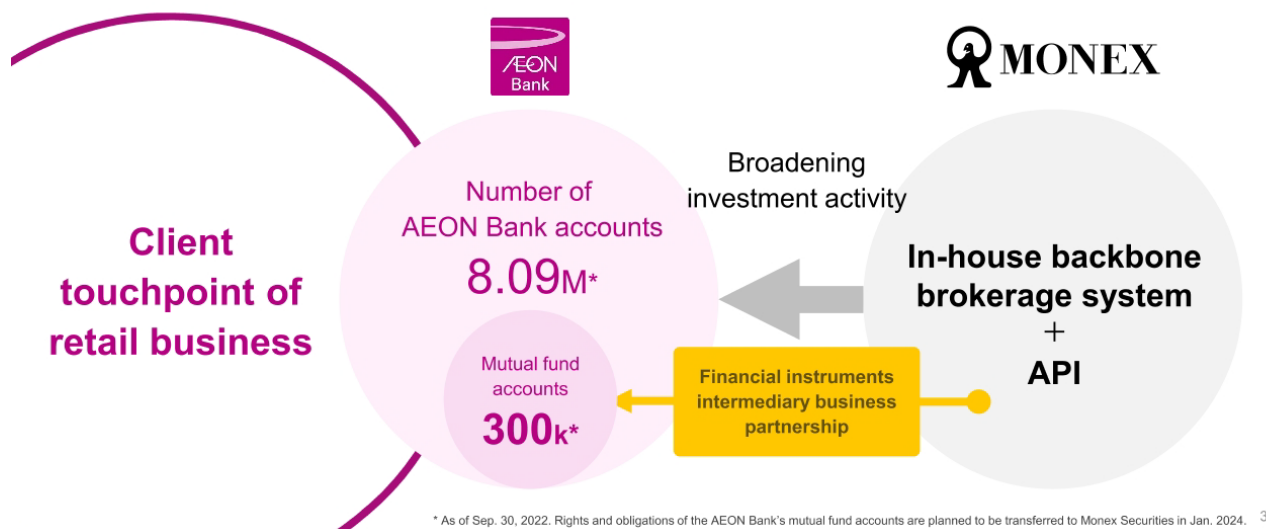 ÆON
Bank
MONEX
Client
touchpoint of
retail business
Number of
AEON Bank accounts
8.09M*
Mutual fund
accounts
300k*
Broadening
investment activity
Financial instruments
intermediary business
partnership
In-house backbone
brokerage system
+
API
* As of Sep. 30, 2022. Rights and obligations of the AEON Bank's mutual fund accounts are planned to be transferred to Monex Securities in Jan. 2024.
3